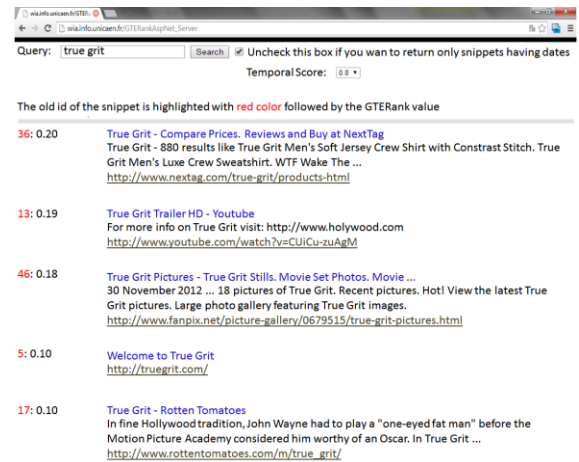 wia.info.unicaen.fr/GTERa
wia.info.unicaen.fr/GTERankAspNet_Server
Query: true grit Search Uncheck this box if you wan to return only snippets having dates
Temporal Score: 0.8
The old id of the snippet is highlighted with red color followed by the GTERank value
36: 0.20 True Grit - Compare Prices. Reviews and Buy at NextTag
True Grit - 880 results like True Grit Men's Soft Jersey Crew Shirt with Constrast Stitch. True
Grit Men's Luxe Crew Sweatshirt. WTF Wake The ...
http://www.nextag.com/true-grit/products-html
13: 0.19 True Grit Trailer HD - Youtube
For more info on True Grit visit: http://www.holywood.com
http://www.youtube.com/watch?v=CUiCu-zuAgM
46: 0.18 True Grit Pictures - True Grit Stills. Movie Set Photos. Movie ...
30 November 2012 ... 18 pictures of True Grit. Recent pictures. Hot! View the latest True
Grit pictures. Large photo gallery featuring True Grit images.
http://www.fanpix.net/picture-gallery/0679515/true-grit-pictures.html
5: 0.10 Welcome to True Grit
http://truegrit.com/
17: 0.10 True Grit - Rotten Tomatoes
In fine Hollywood tradition, John Wayne had to play a "one-eyed fat man" before the
Motion Picture Academy considered him worthy of an Oscar. In True Grit ...
http://www.rottentomatoes.com/m/true_grit/